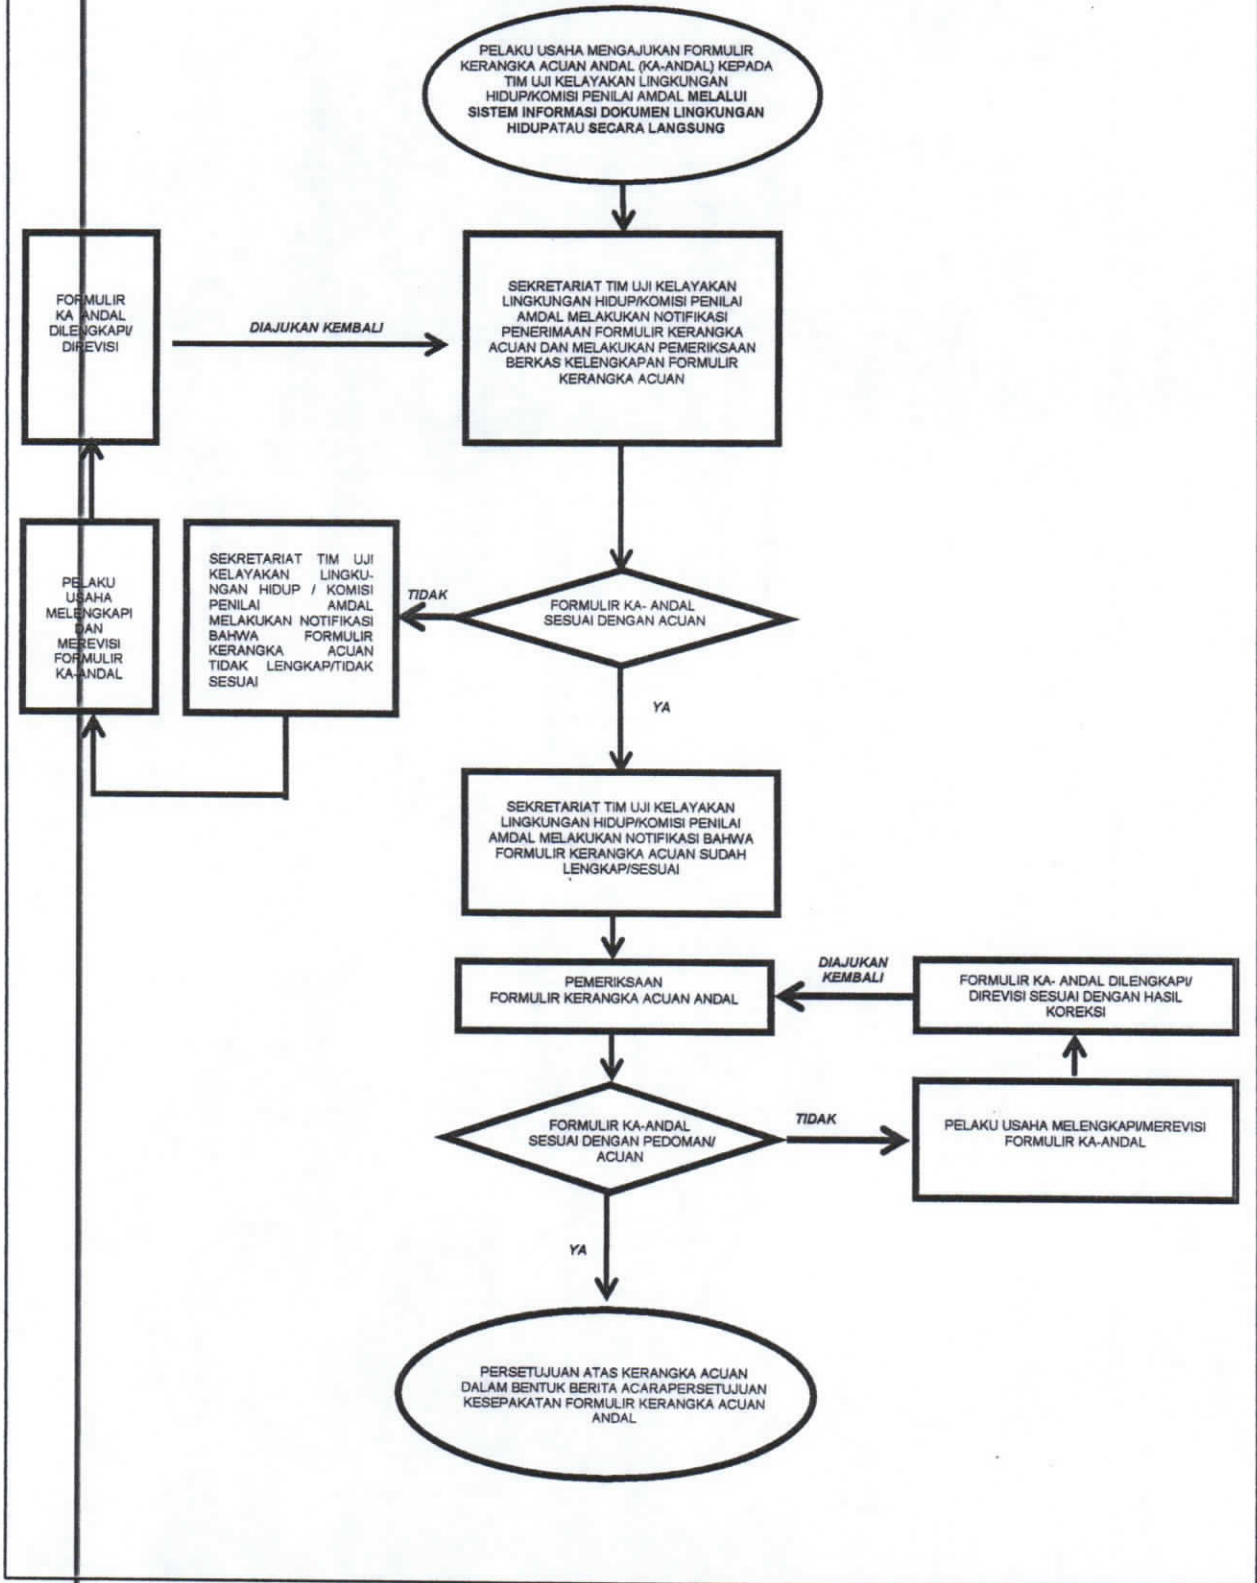 PELAKU USAHA MENGAJUKAN FORMULIR
KERANGKA ACUAN ANDAL (KA-ANDAL) KEPADA
TIM UJI KELAYAKAN LINGKUNGAN
HIDUP/KOMISI PENILAI AMDAL MELALUI
SISTEM INFORMASI DOKUMEN LINGKUNGAN
HIDUPATAU SECARA LANGSUNG
FORMULIR
KA ANDAL
DILENGKAPI/
DIREVISI
DIAJUKAN KEMBALI
SEKRETARIAT TIM UJI KELAYAKAN
LINGKUNGAN HIDUP/KOMISI PENILAI
AMDAL MELAKUKAN NOTIFIKASI
PENERIMAAN FORMULIR KERANGKA
ACUAN DAN MELAKUKAN PEMERIKSAAN
BERKAS KELENGKAPAN FORMULIR
KERANGKA ACUAN
PELAKU
USAHA
MELENGKAPI
DAN
MEREVISI
FORMULIR
KA-ANDAL
SEKRETARIAT TIM UJI
KELAYAKAN LINGKU-
NGAN HIDUP / KOMISI
PENILAI AMDAL
MELAKUKAN NOTIFIKASI
BAHWA FORMULIR
KERANGKA ACUAN
TIDAK LENGKAP/TIDAK
SESUAI
TIDAK
FORMULIR KA- ANDAL
SESUAI DENGAN ACUAN
YA
SEKRETARIAT TIM UJI KELAYAKAN
LINGKUNGAN HIDUP/KOMISI PENILAI
AMDAL MELAKUKAN NOTIFIKASI BAHWA
FORMULIR KERANGKA ACUAN SUDAH
LENGKAP/SESUAI
PEMERIKSAAN
FORMULIR KERANGKA ACUAN ANDAL
DIAJUKAN
KEMBALI
FORMULIR KA- ANDAL DILENGKAPI/
DIREVISI SESUAI DENGAN HASIL
KOREKSI
FORMULIR KA-ANDAL
SESUAI DENGAN PEDOMAN/
ACUAN
TIDAK
PELAKU USAHA MELENGKAPI/MEREVISI
FORMULIR KA-ANDAL
YA
PERSETUJUAN ATAS KERANGKA ACUAN
DALAM BENTUK BERITA ACARAPERSETUJUAN
KESEPAKATAN FORMULIR KERANGKA ACUAN
ANDAL